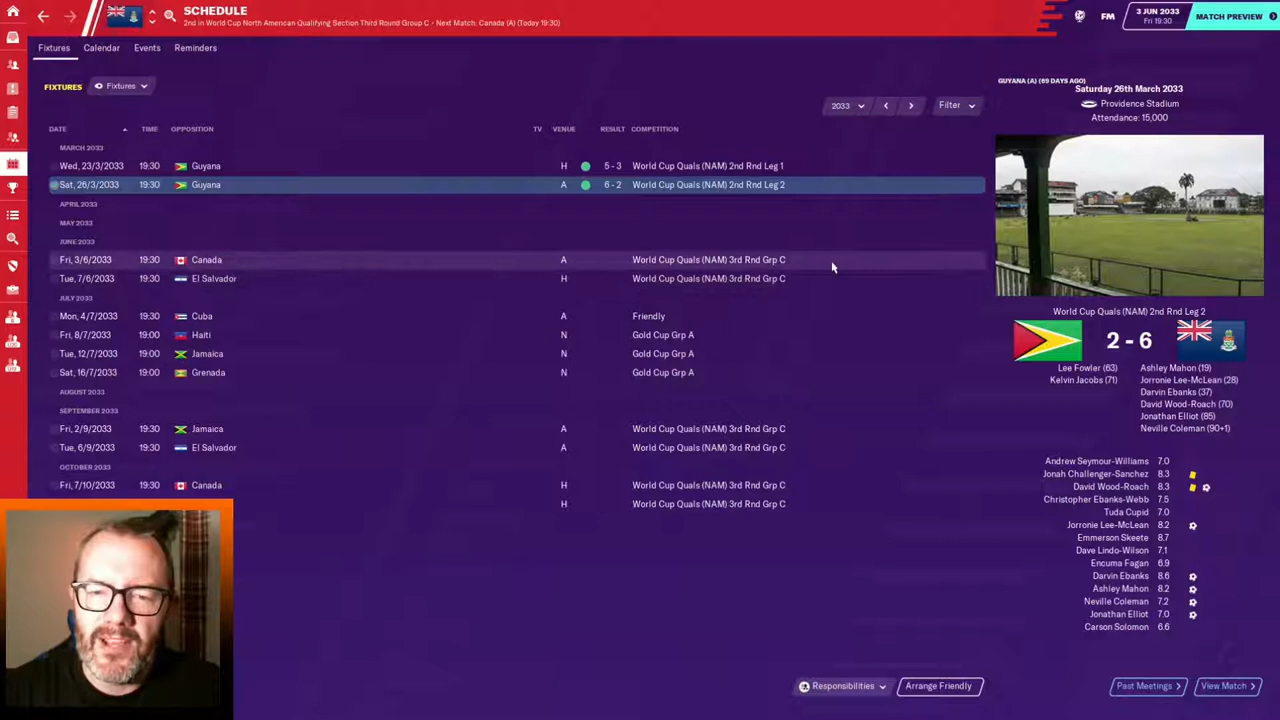 SCHEDULE
2nd in World Cup North American Qualifying Section Third Round Group C - Next Match: Canada (A) (Today 19:30)
FM
3 JUN 2033
Fri 19:30
MATCH PREVIEW
Fixtures Calendar Events Reminders
FIXTURES Fixtures
2033 Filter
DATE TIME OPPOSITION TV VENUE RESULT COMPETITION
MARCH 2033
Wed, 23/3/2033 19:30 Guyana H 5 - 3 World Cup Quals (NAM) 2nd Rnd Leg 1
Sat, 26/3/2033 19:30 Guyana A 6 - 2 World Cup Quals (NAM) 2nd Rnd Leg 2
APRIL 2033
MAY 2033
JUNE 2033
Fri, 3/6/2033 19:30 Canada A World Cup Quals (NAM) 3rd Rnd Grp C
Tue, 7/6/2033 19:30 El Salvador H World Cup Quals (NAM) 3rd Rnd Grp C
JULY 2033
Mon, 4/7/2033 19:30 Cuba A Friendly
Fri, 8/7/2033 19:00 Haiti N Gold Cup Grp A
Tue, 12/7/2033 19:00 Jamaica N Gold Cup Grp A
Sat, 16/7/2033 19:00 Grenada N Gold Cup Grp A
AUGUST 2033
SEPTEMBER 2033
Fri, 2/9/2033 19:30 Jamaica A World Cup Quals (NAM) 3rd Rnd Grp C
Tue, 6/9/2033 19:30 El Salvador A World Cup Quals (NAM) 3rd Rnd Grp C
OCTOBER 2033
Fri, 7/10/2033 19:30 Canada H World Cup Quals (NAM) 3rd Rnd Grp C
H World Cup Quals (NAM) 3rd Rnd Grp C
GUYANA (A) (69 DAYS AGO)
Saturday 26th March 2033
Providence Stadium
Attendance: 15,000
World Cup Quals (NAM) 2nd Rnd Leg 2
2 - 6
Lee Fowler (63) Ashley Mahon (19)
Kelvin Jacobs (71) Jorronie Lee-McLean (28)
Darvin Ebanks (37)
David Wood-Roach (70)
Jonathan Elliot (85)
Neville Coleman (90+1)
Andrew Seymour-Williams 7.0
Jonah Challenger-Sanchez 8.3
David Wood-Roach 8.3
Christopher Ebanks-Webb 7.5
Tuda Cupid 7.0
Jorronie Lee-McLean 8.2
Emmerson Skeete 8.7
Dave Lindo-Wilson 7.1
Encuma Fagan 6.9
Darvin Ebanks 8.6
Ashley Mahon 8.2
Neville Coleman 7.2
Jonathan Elliot 7.0
Carson Solomon 6.6
Responsibilities Arrange Friendly Past Meetings View Match